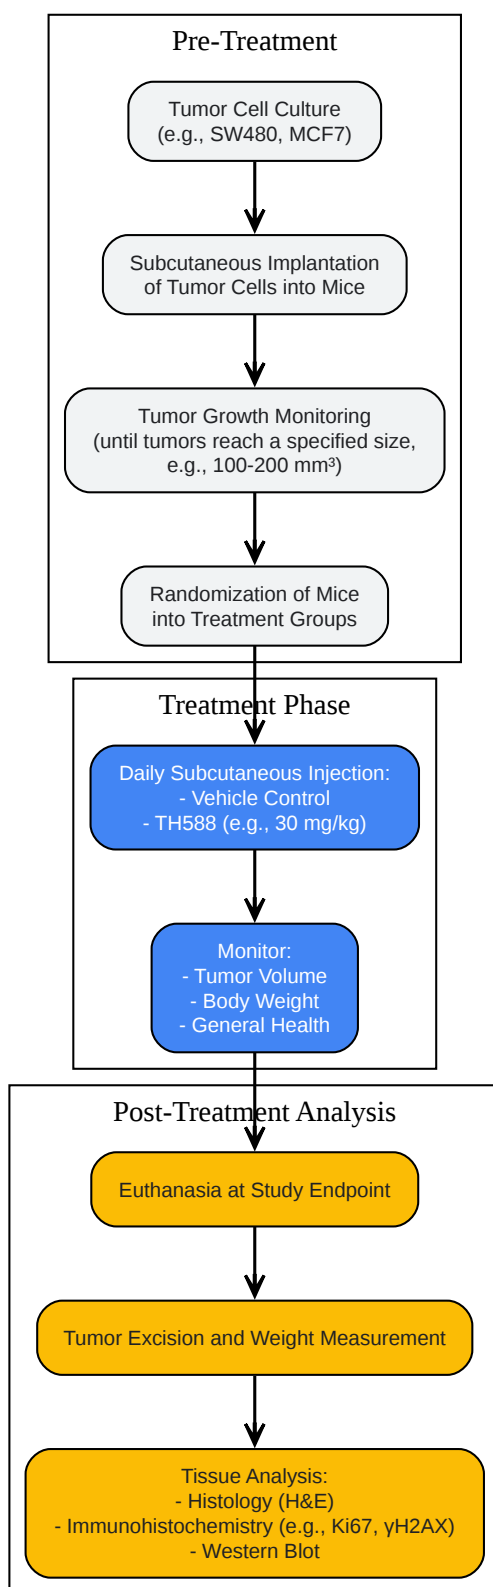 Pre-Treatment
Tumor Cell Culture
(e.g., SW480, MCF7)
Subcutaneous Implantation
of Tumor Cells into Mice
Tumor Growth Monitoring
(until tumors reach a specified size,
e.g., 100-200 mm³)
Randomization of Mice
into Treatment Groups
Treatment Phase
Daily Subcutaneous Injection:
- Vehicle Control
- TH588 (e.g., 30 mg/kg)
Monitor:
- Tumor Volume
- Body Weight
- General Health
Post-Treatment Analysis
Euthanasia at Study Endpoint
Tumor Excision and Weight Measurement
Tissue Analysis:
- Histology (H&E)
- Immunohistochemistry (e.g., Ki67, γH2AX)
- Western Blot